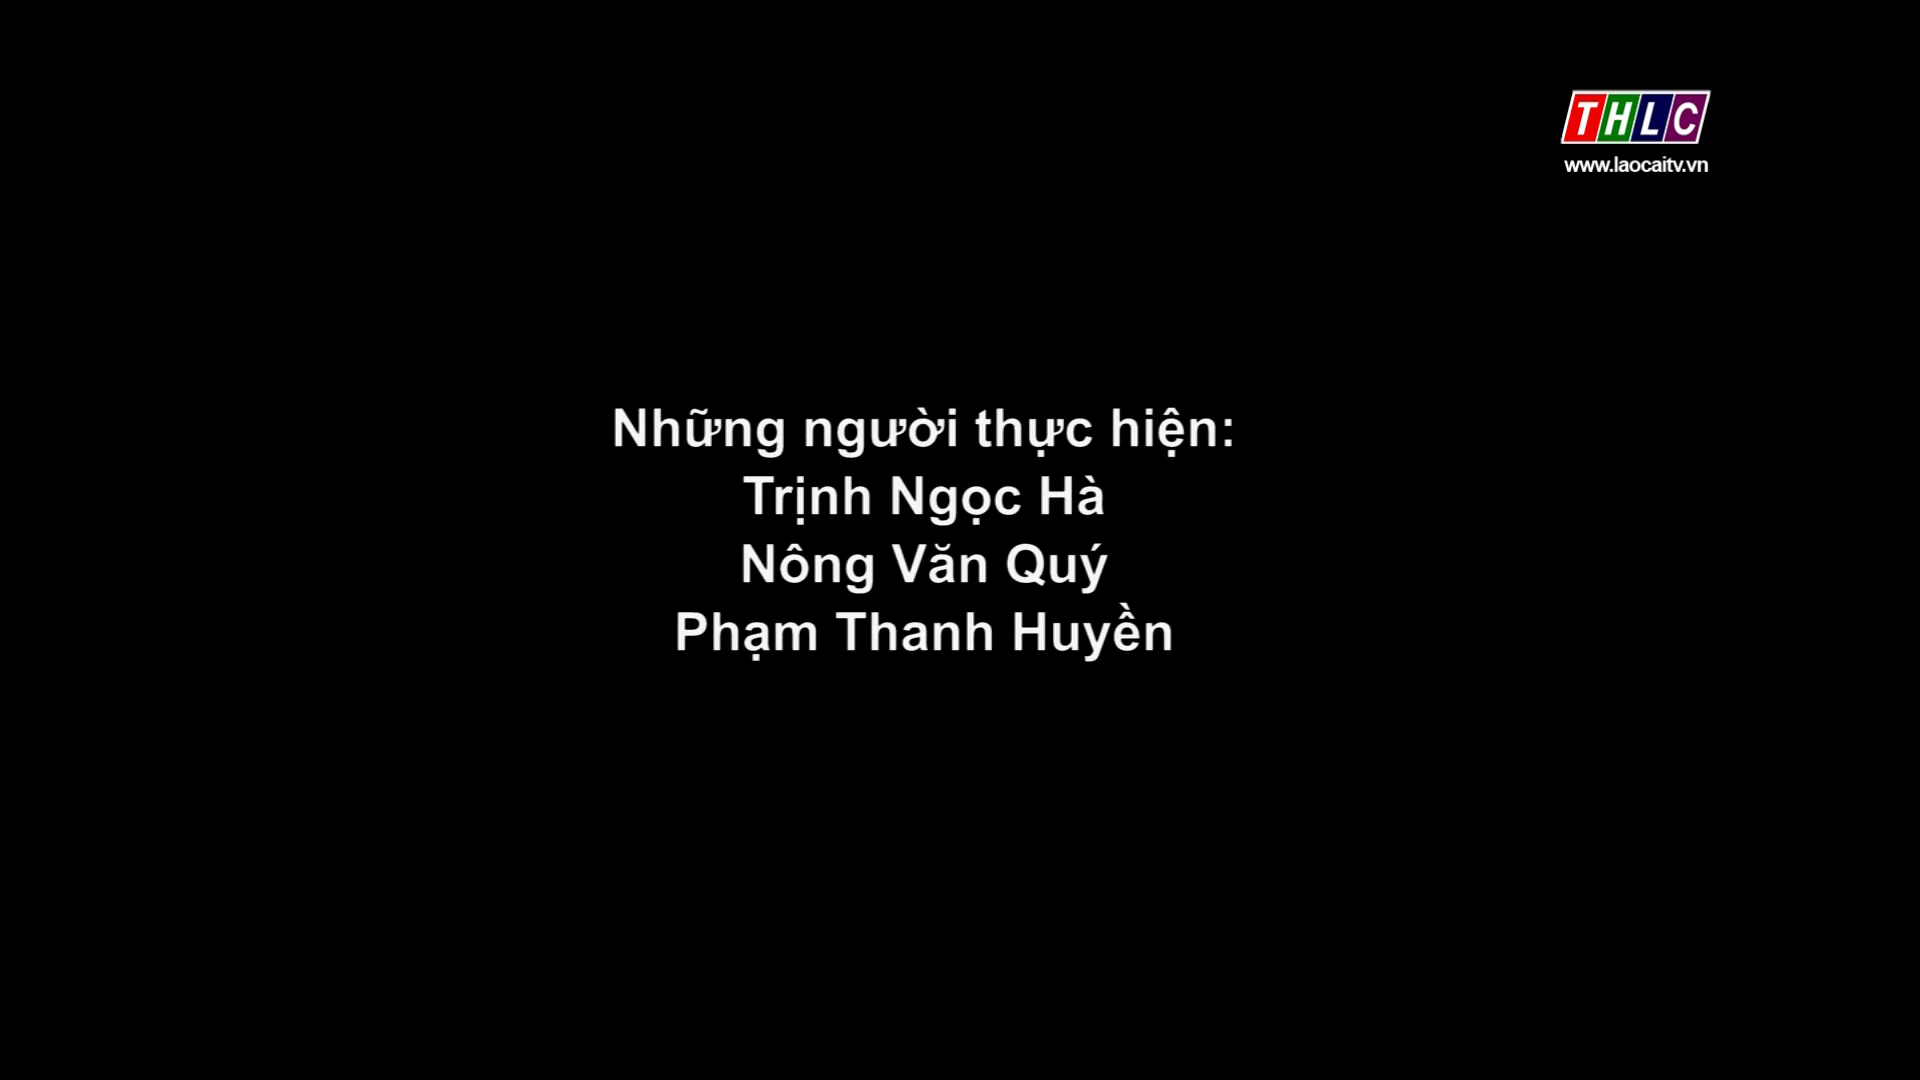 THLC
www.laocaitv.vn
Những người thực hiện:
Trịnh Ngọc Hà
Nông Văn Quý
Phạm Thanh Huyền